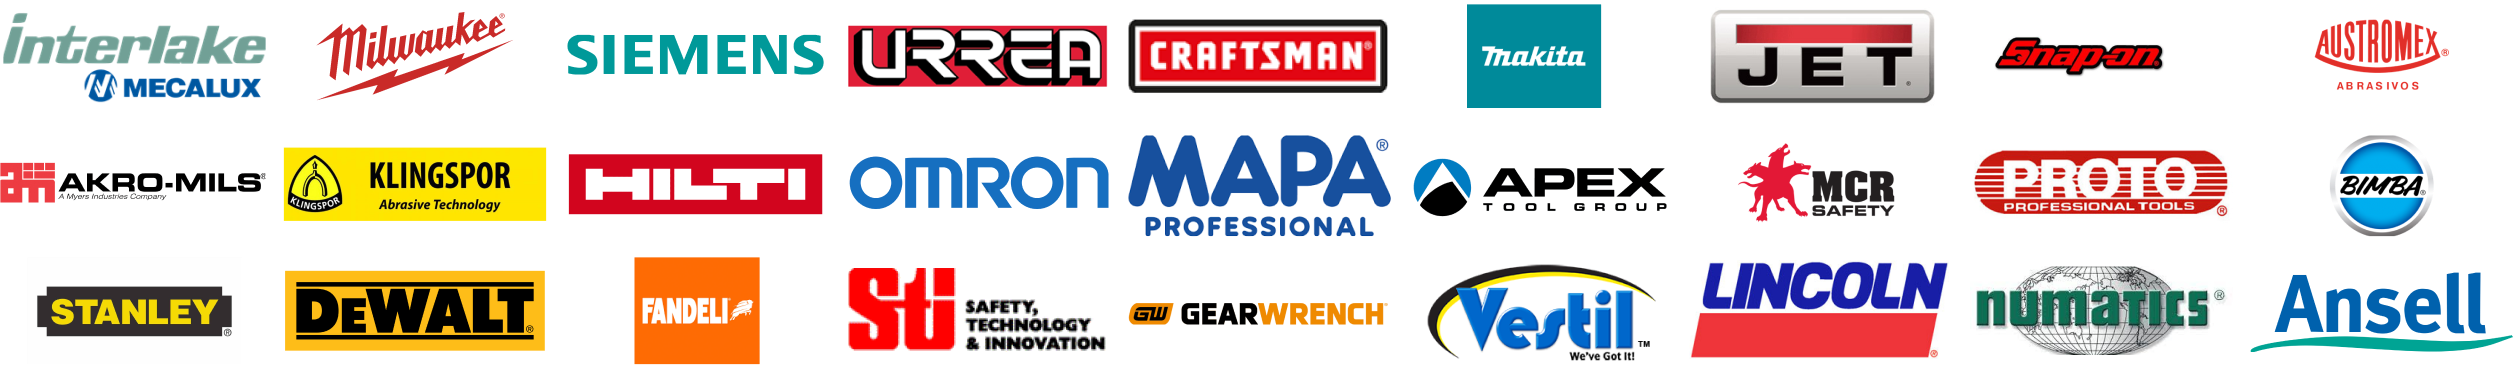 interlake
MECALUX
Milwaukee®
SIEMENS
URREA
CRAFTSMAN®
makita
JET®
Snap-on®
AUSTROMEX®
ABRASIVOS
am AKRO-MILS®
A Myers Industries Company
KLINGSPOR
KLINGSPOR
Abrasive Technology
HILTI
OMRON
MAPA®
PROFESSIONAL
APEX
TOOL GROUP
MCR
SAFETY
PROTO
PROFESSIONAL TOOLS®
BIMBA®
STANLEY®
DEWALT®
FANDELI
Sti
SAFETY,
TECHNOLOGY
& INNOVATION
GW GEARWRENCH®
Vestil™
We've Got It!
LINCOLN®
numatics®
Ansell